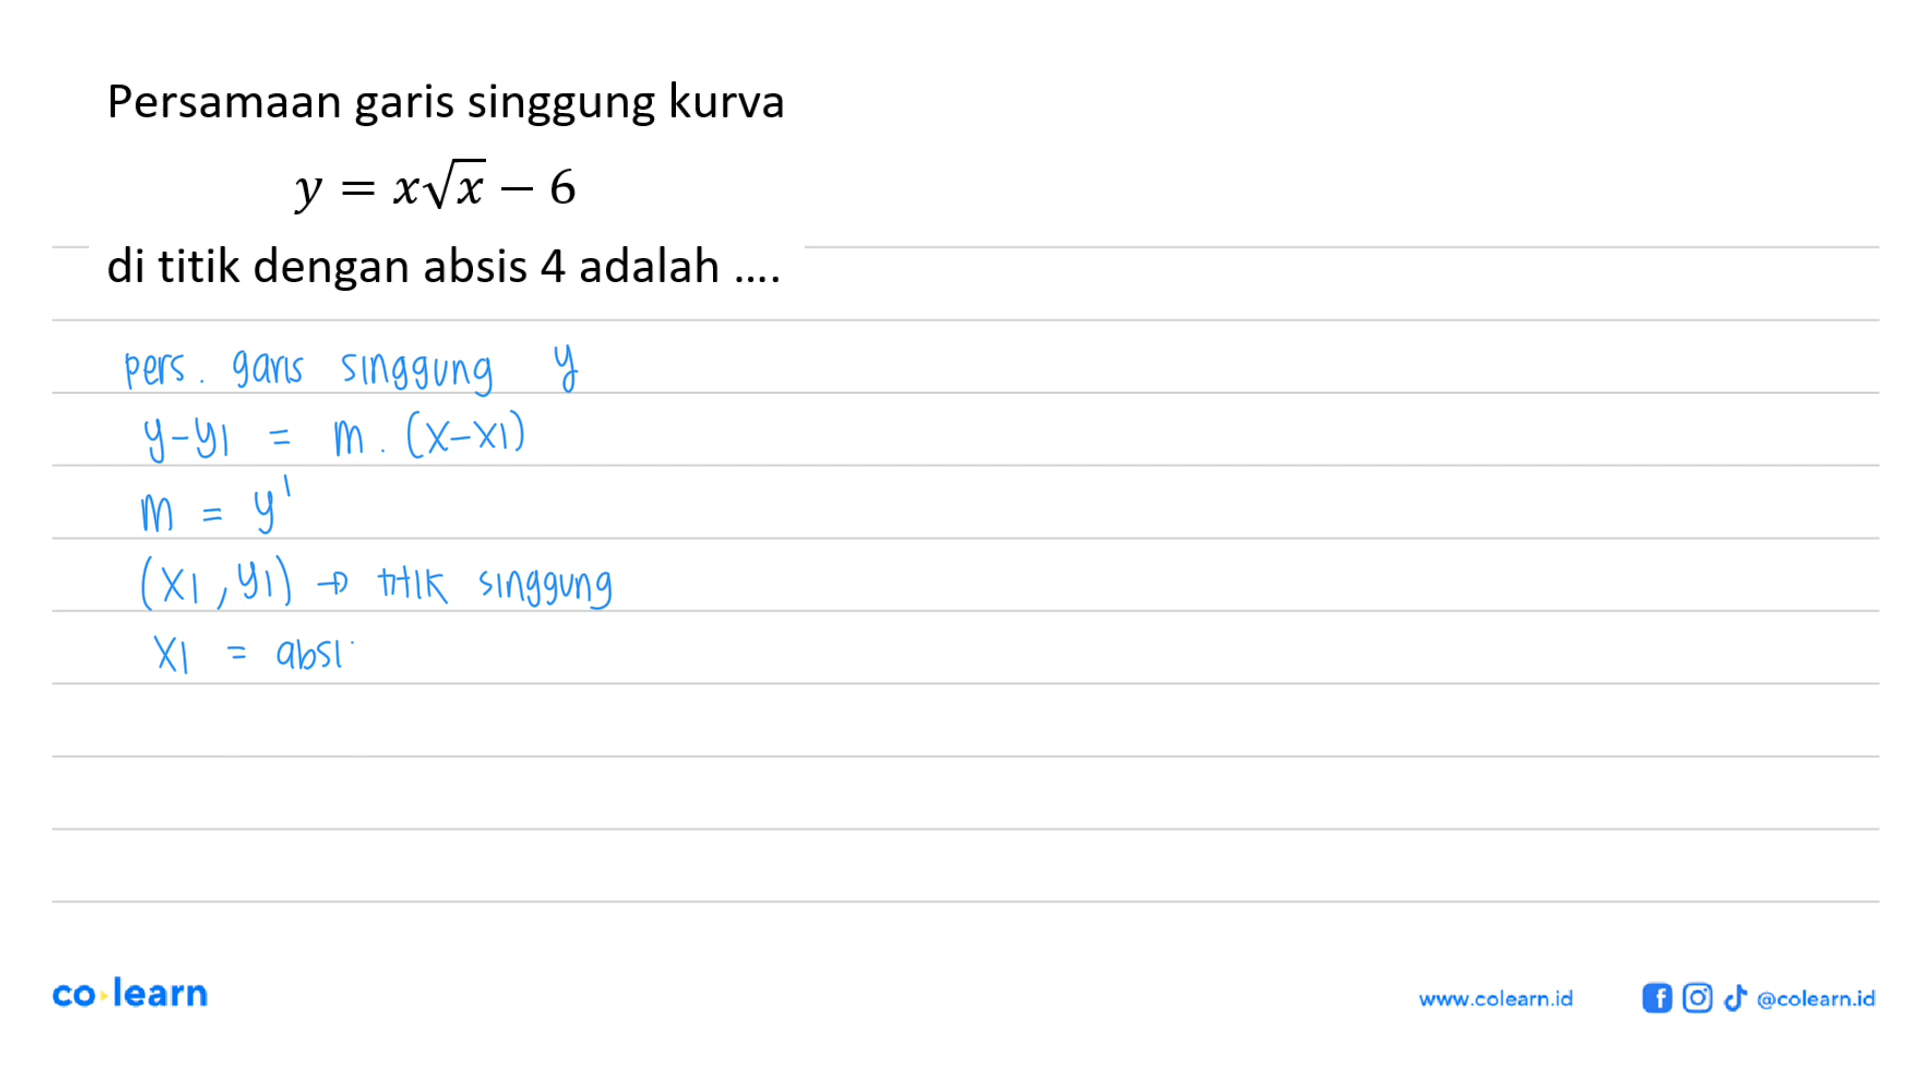 Persamaan garis singgung kurva
y = x√x − 6
di titik dengan absis 4 adalah ....
pers. garis singgung y
y-y1 = m . (x-x1)
m = y'
(x1, y1) → titik singgung
x1 = absi
co learn
www.colearn.id @colearn.id